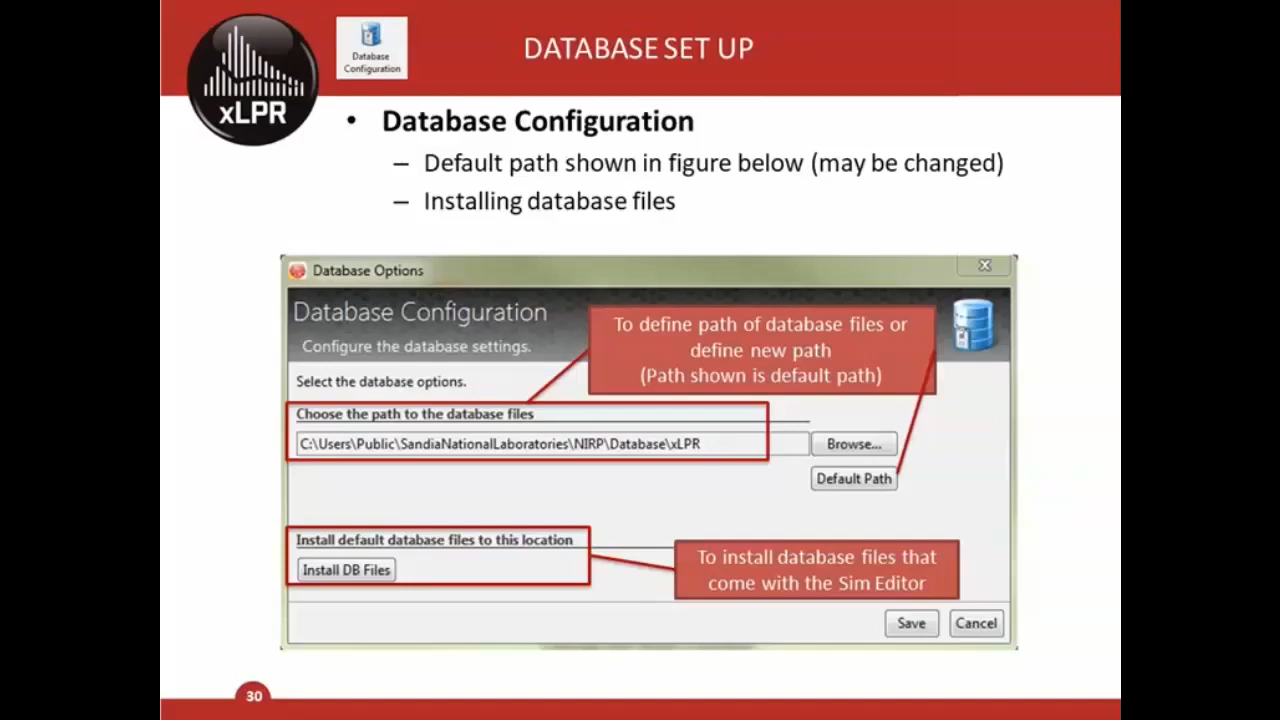 xLPR
Database
Configuration
DATABASE SET UP
• Database Configuration
– Default path shown in figure below (may be changed)
– Installing database files
Database Options
Database Configuration
Configure the database settings.
To define path of database files or
define new path
(Path shown is default path)
Select the database options.
Choose the path to the database files
C:\Users\Public\SandiaNationalLaboratories\NIRP\Database\xLPR
Browse...
Default Path
Install default database files to this location
Install DB Files
To install database files that
come with the Sim Editor
Save
Cancel
30